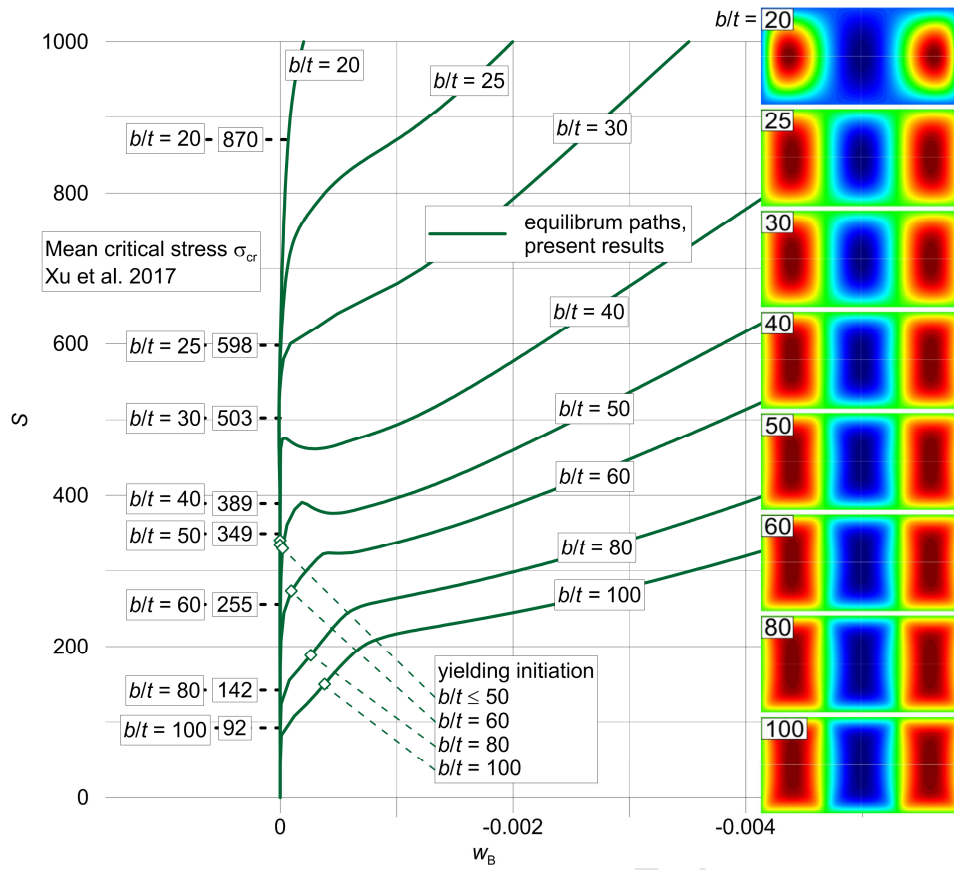 b/t = 20
1000
b/t = 20
b/t = 25
25
b/t = 30
b/t = 20 870
800
30
equilibrum paths,
present results
Mean critical stress σcr
Xu et al. 2017
b/t = 40
40
600
b/t = 25 598
b/t = 50
S
b/t = 30 503
50
b/t = 60
400
b/t = 40 389
b/t = 50 349
60
b/t = 80
b/t = 100
b/t = 60 255
80
200
yielding initiation
b/t ≤ 50
b/t = 60
b/t = 80
b/t = 100
b/t = 80 142
b/t = 100 92
100
0
0
-0.002
-0.004
wB